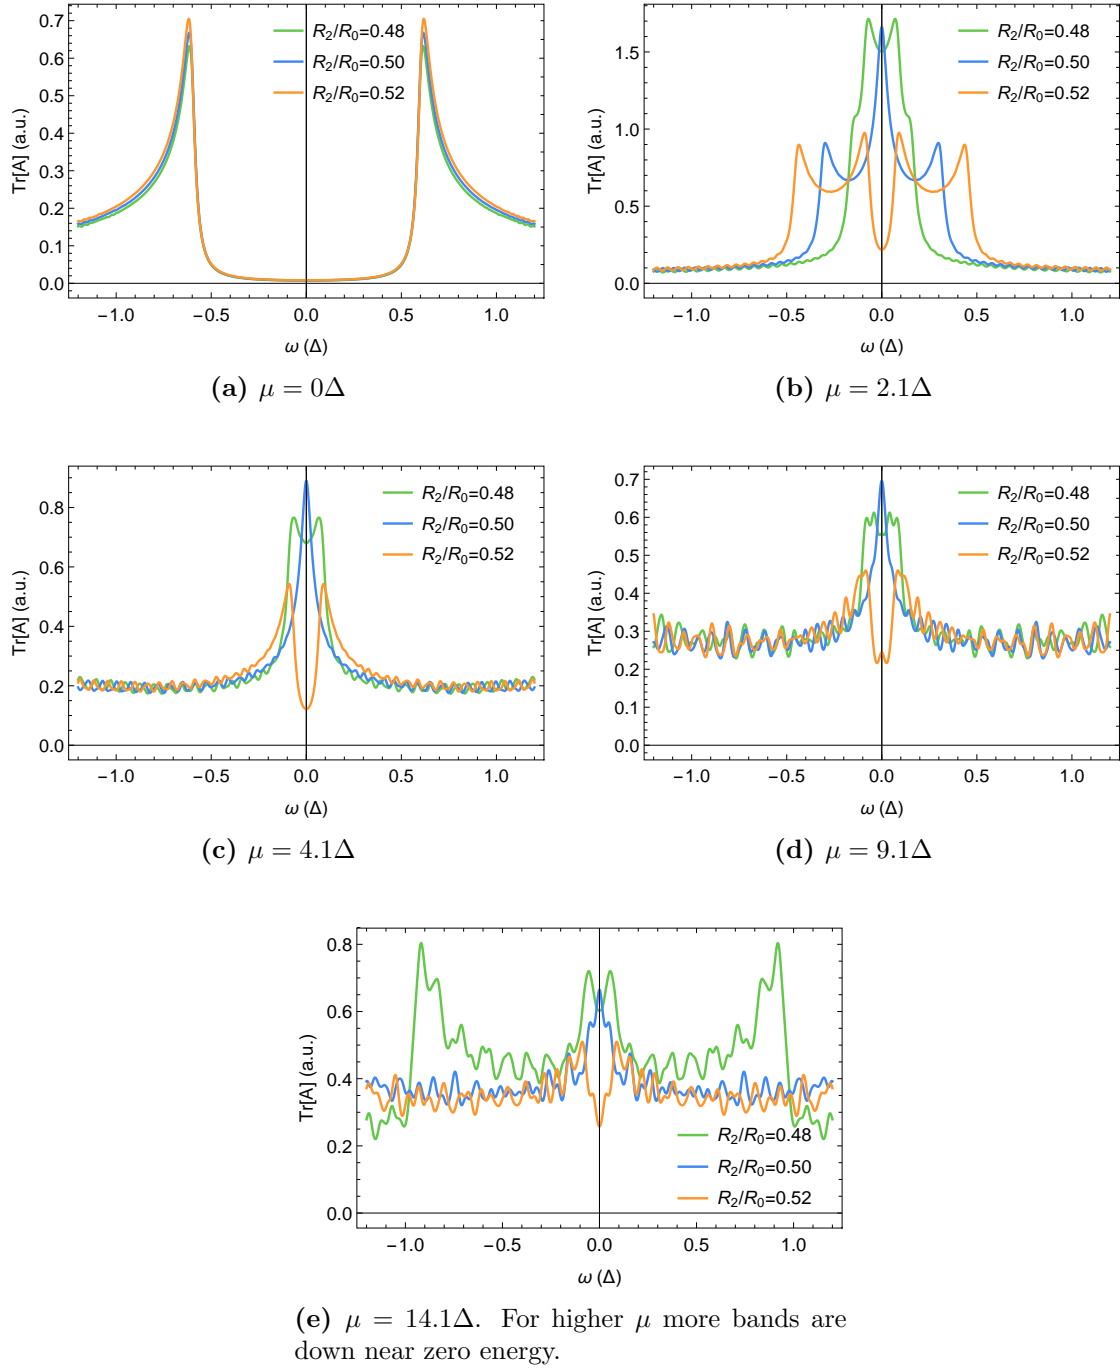 0.7
0.6
0.5
0.4
0.3
0.2
0.1
0.0
Tr[A] (a.u.)
R2/R0=0.48
R2/R0=0.50
R2/R0=0.52
−1.0 −0.5 0.0 0.5 1.0
ω (Δ)
(a) μ = 0Δ
1.5
1.0
0.5
0.0
Tr[A] (a.u.)
R2/R0=0.48
R2/R0=0.50
R2/R0=0.52
−1.0 −0.5 0.0 0.5 1.0
ω (Δ)
(b) μ = 2.1Δ
0.8
0.6
0.4
0.2
0.0
Tr[A] (a.u.)
R2/R0=0.48
R2/R0=0.50
R2/R0=0.52
−1.0 −0.5 0.0 0.5 1.0
ω (Δ)
(c) μ = 4.1Δ
0.7
0.6
0.5
0.4
0.3
0.2
0.1
0.0
Tr[A] (a.u.)
R2/R0=0.48
R2/R0=0.50
R2/R0=0.52
−1.0 −0.5 0.0 0.5 1.0
ω (Δ)
(d) μ = 9.1Δ
0.8
0.6
0.4
0.2
0.0
Tr[A] (a.u.)
R2/R0=0.48
R2/R0=0.50
R2/R0=0.52
−1.0 −0.5 0.0 0.5 1.0
ω (Δ)
(e) μ = 14.1Δ. For higher μ more bands are
down near zero energy.